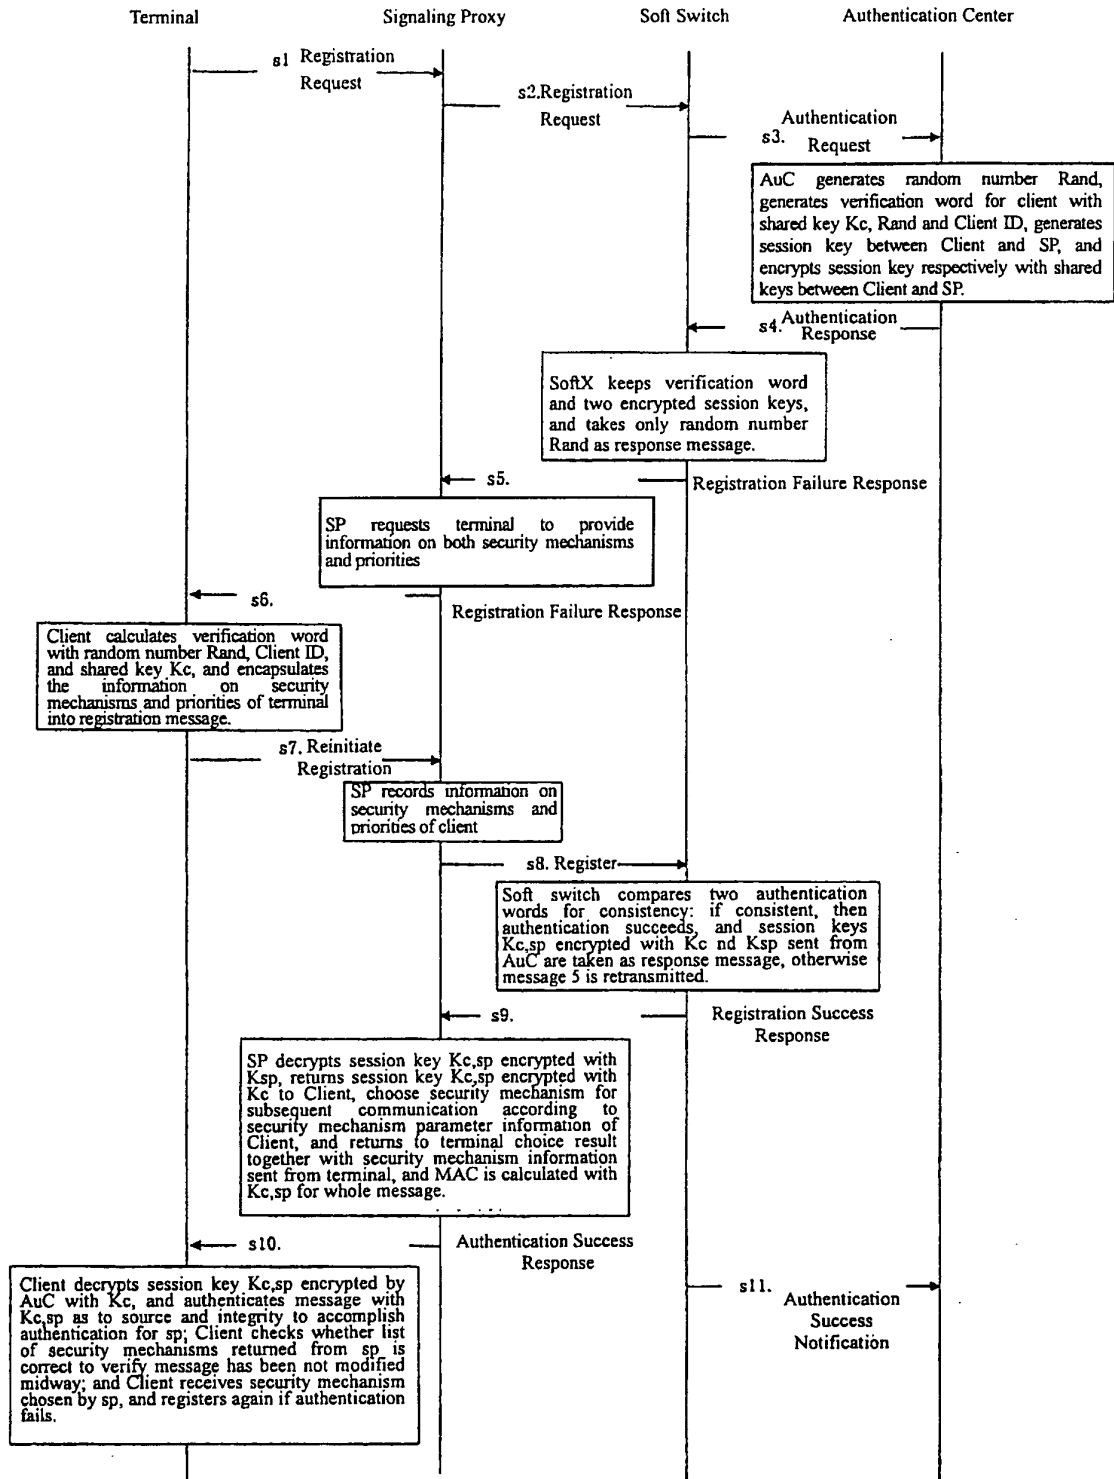 Terminal
Signaling Proxy
Soft Switch
Authentication Center
s1 Registration
Request
s2.Registration
Request
Authentication
s3.
Request
AuC generates random number Rand,
generates verification word for client with
shared key Kc, Rand and Client ID, generates
session key between Client and SP, and
encrypts session key respectively with shared
keys between Client and SP.
s4. Authentication
Response
SoftX keeps verification word
and two encrypted session keys,
and takes only random number
Rand as response message.
s5.
Registration Failure Response
SP requests terminal to provide
information on both security mechanisms
and priorities
s6.
Registration Failure Response
Client calculates verification word
with random number Rand, Client ID,
and shared key Kc, and encapsulates
the information on security
mechanisms and priorities of terminal
into registration message.
s7. Reinitiate
Registration
SP records information on
security mechanisms and
priorities of client
s8. Register
Soft switch compares two authentication
words for consistency: if consistent, then
authentication succeeds, and session keys
Kc,sp encrypted with Kc nd Ksp sent from
AuC are taken as response message, otherwise
message 5 is retransmitted.
s9.
Registration Success
Response
SP decrypts session key Kc,sp encrypted with
Ksp, returns session key Kc,sp encrypted with
Kc to Client, choose security mechanism for
subsequent communication according to
security mechanism parameter information of
Client, and returns to terminal choice result
together with security mechanism information
sent from terminal, and MAC is calculated with
Kc,sp for whole message.
s10.
Authentication Success
Response
s11.
Authentication
Success
Notification
Client decrypts session key Kc,sp encrypted by
AuC with Kc, and authenticates message with
Kc,sp as to source and integrity to accomplish
authentication for sp; Client checks whether list
of security mechanisms returned from sp is
correct to verify message has been not modified
midway; and Client receives security mechanism
chosen by sp, and registers again if authentication
fails.